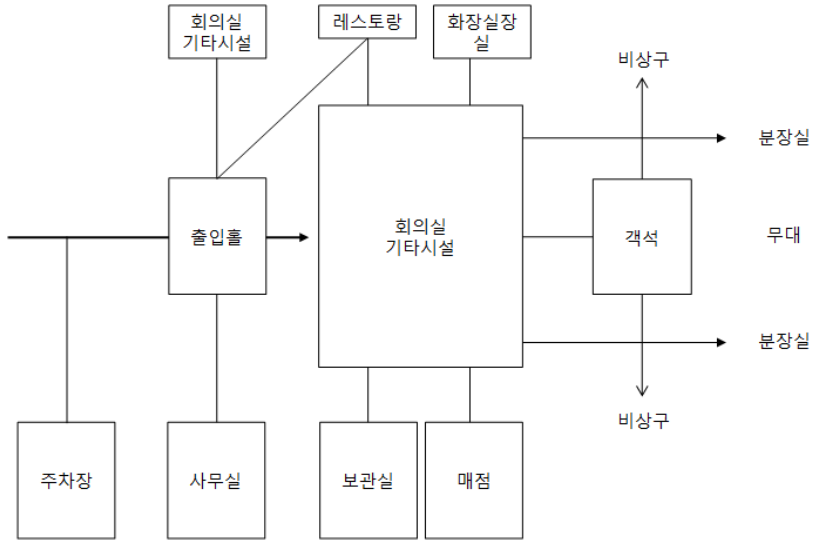 회의실
기타시설
레스토랑
화장실장
실
비상구
분장실
출입홀
회의실
기타시설
객석
무대
분장실
비상구
주차장
사무실
보관실
매점